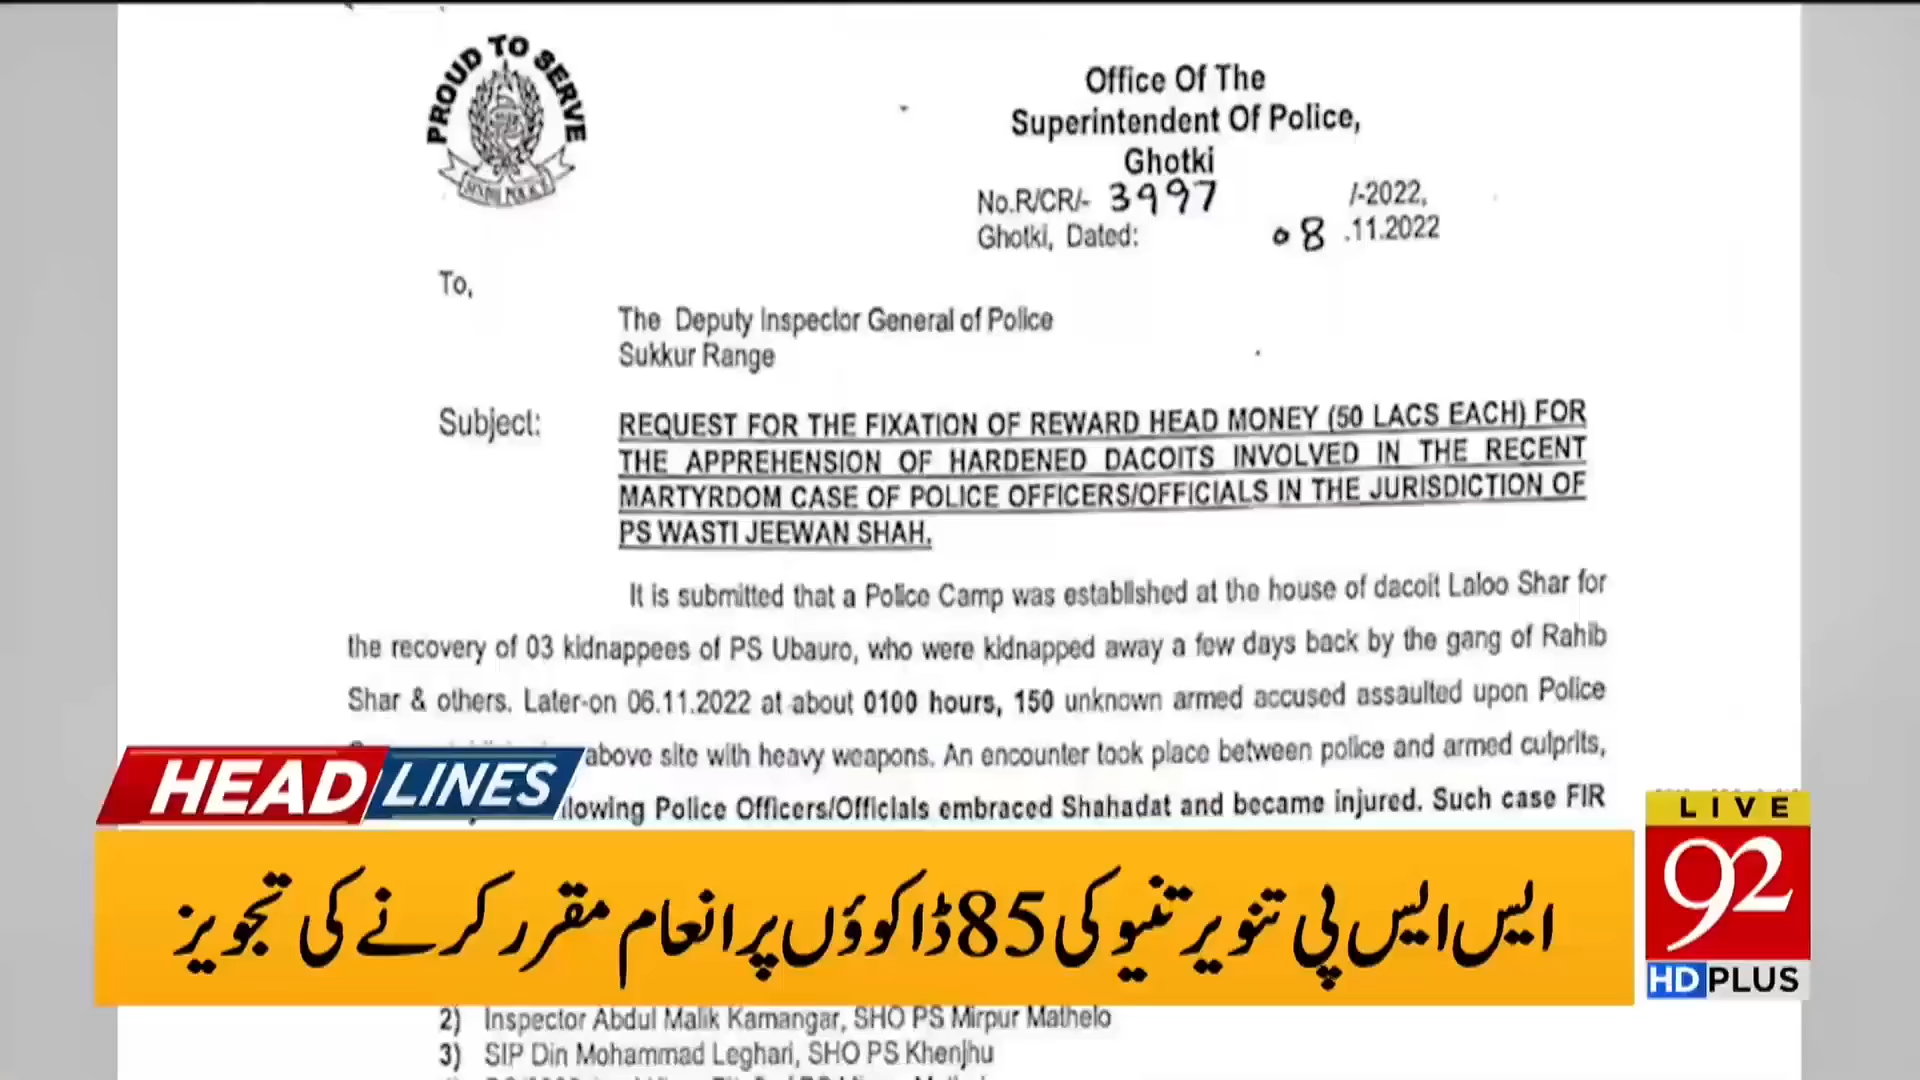 PROUD TO SERVE
SINDH POLICE
Office Of The
Superintendent Of Police,
Ghotki
No.R/CR/- 3997 /-2022,
Ghotki, Dated: 08 .11.2022
To,
The Deputy Inspector General of Police
Sukkur Range
Subject: REQUEST FOR THE FIXATION OF REWARD HEAD MONEY (50 LACS EACH) FOR
THE APPREHENSION OF HARDENED DACOITS INVOLVED IN THE RECENT
MARTYRDOM CASE OF POLICE OFFICERS/OFFICIALS IN THE JURISDICTION OF
PS WASTI JEEWAN SHAH.
It is submitted that a Police Camp was established at the house of dacoit Laloo Shar for
the recovery of 03 kidnappees of PS Ubauro, who were kidnapped away a few days back by the gang of Rahib
Shar & others. Later-on 06.11.2022 at about 0100 hours, 150 unknown armed accused assaulted upon Police
above site with heavy weapons. An encounter took place between police and armed culprits,
llowing Police Officers/Officials embraced Shahadat and became injured. Such case FIR
HEADLINES
ایس ایس پی تنویر تنیو کی 85 ڈاکوؤں پر انعام مقرر کرنے کی تجویز
LIVE
92
HD PLUS
2) Inspector Abdul Malik Kamangar, SHO PS Mirpur Mathelo
3) SIP Din Mohammad Leghari, SHO PS Khenjhu